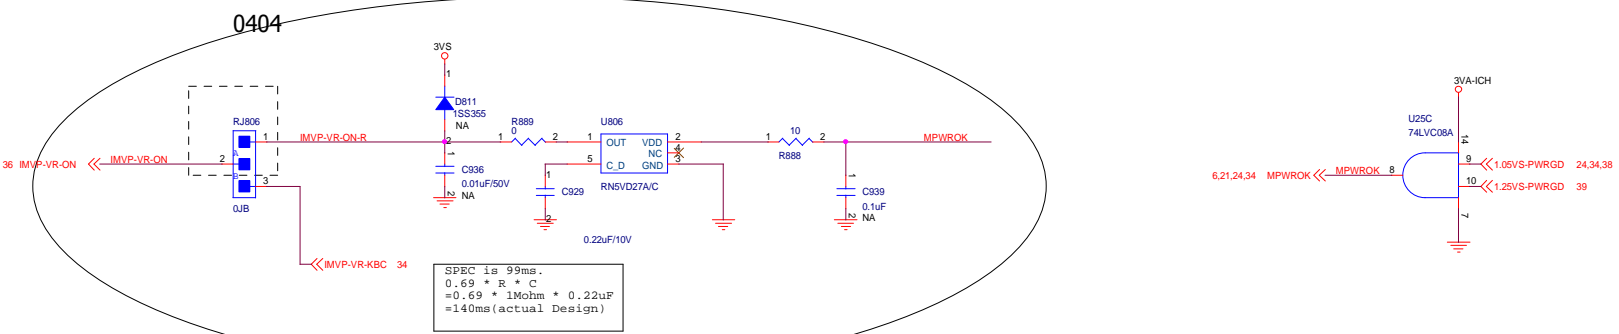 0404
3VS
1
D811
1SS355
NA
2
RJ806
1
IMVP-VR-ON-R
A
36 IMVP-VR-ON
IMVP-VR-ON
2
B
3
0JB
IMVP-VR-KBC 34
1
C936
0.01uF/50V
NA
2
R889
0
1
2
U806
1
OUT
VDD
2
NC
4
5
C_D
GND
3
RN5VD27A/C
1
C929
2
0.22uF/10V
1
10
2
R888
MPWROK
1
C939
0.1uF
NA
2
SPEC is 99ms.
0.69 * R * C
=0.69 * 1Mohm * 0.22uF
=140ms(actual Design)
3VA-ICH
U25C
74LVC08A
14
6,21,24,34 MPWROK
MPWROK
8
9
1.05VS-PWRGD 24,34,38
10
1.25VS-PWRGD 39
7